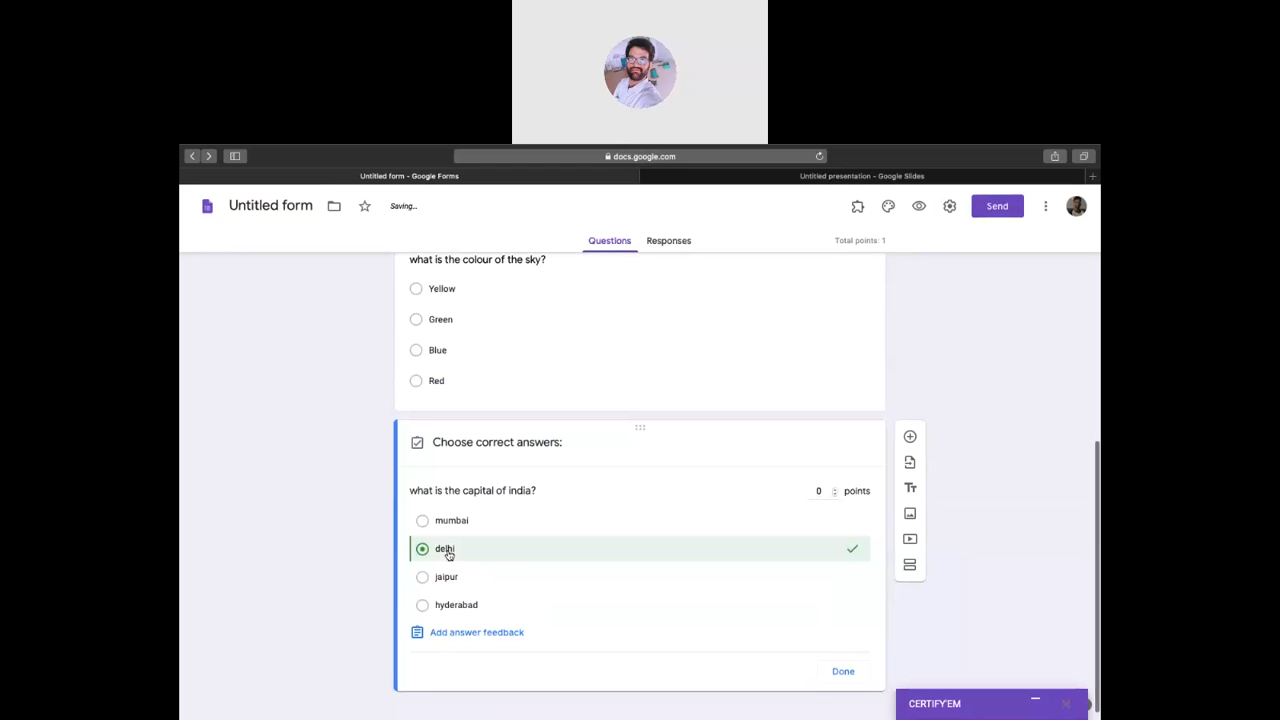 docs.google.com
Untitled form - Google Forms
Untitled presentation - Google Slides
Untitled form
Saving...
Send
Questions
Responses
Total points: 1
what is the colour of the sky?
Yellow
Green
Blue
Red
Choose correct answers:
what is the capital of india?
0 points
mumbai
delhi
jaipur
hyderabad
Add answer feedback
Done
CERTIFY'EM